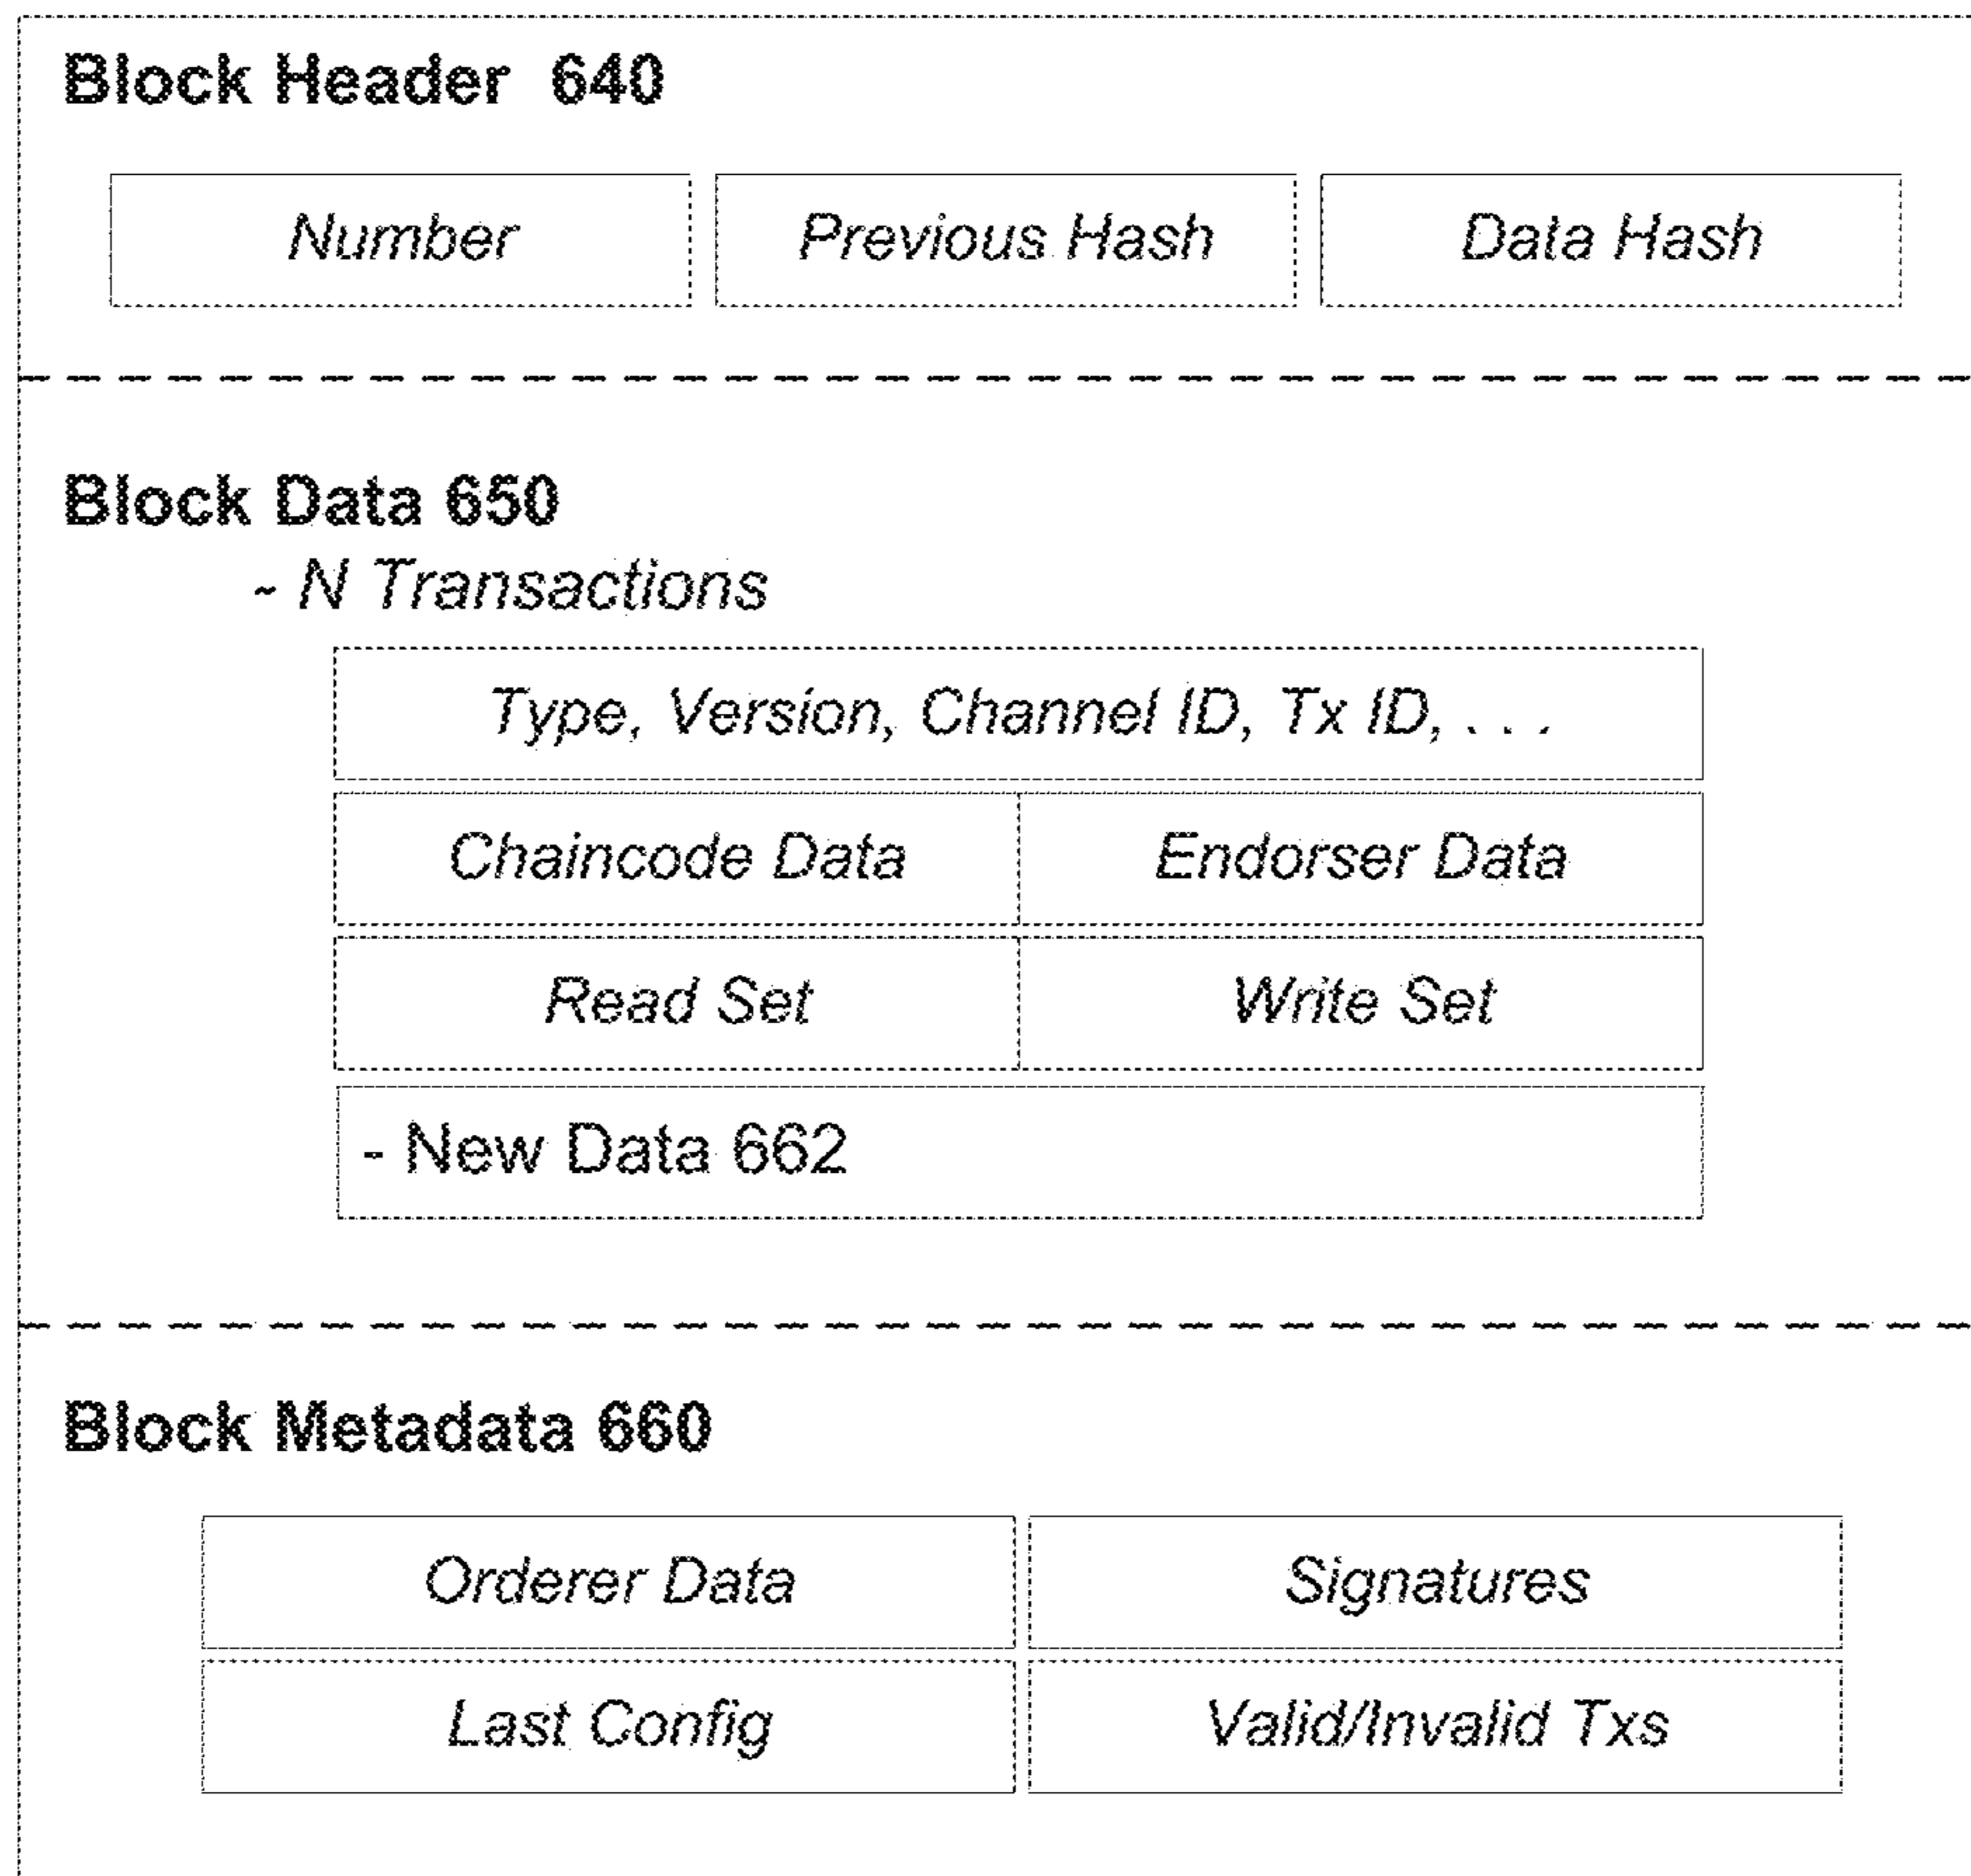 Block Header 640
Number Previous Hash Data Hash
Block Data 650
- N Transactions
Type, Version, Channel ID, Tx ID, . . .
Chaincode Data Endorser Data
Read Set Write Set
- New Data 662
Block Metadata 660
Orderer Data Signatures
Last Config Valid/Invalid Txs